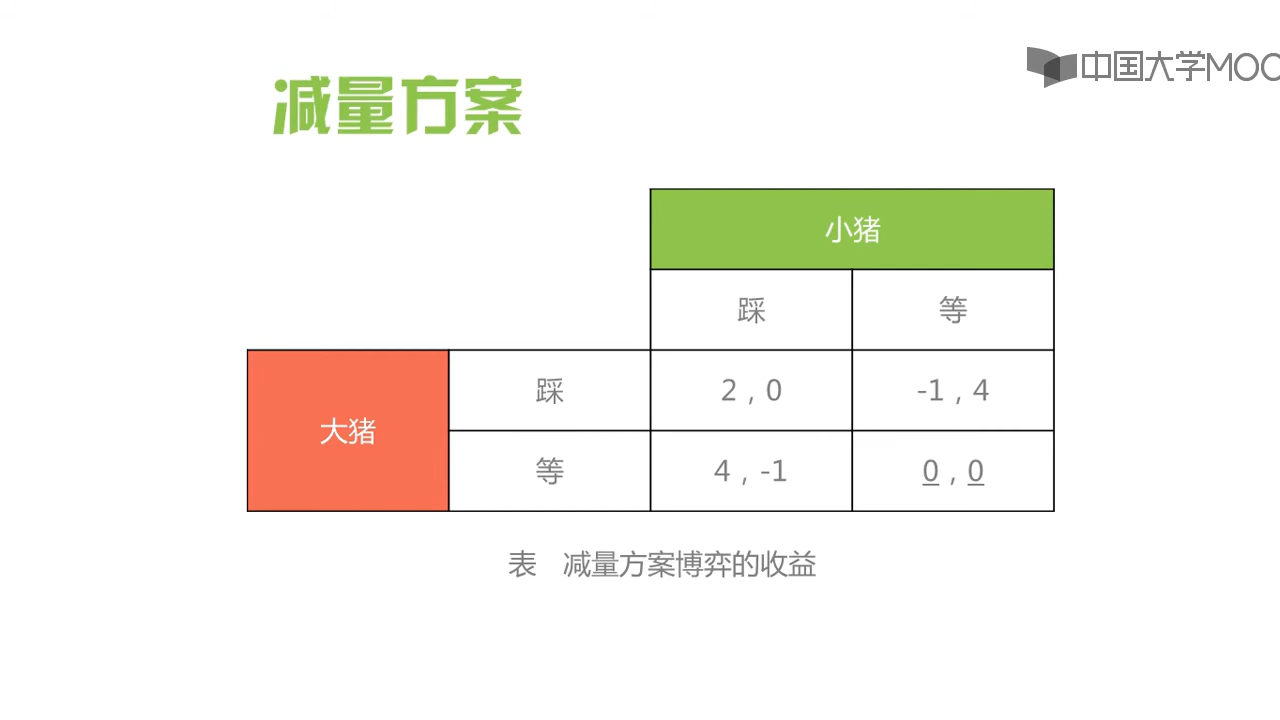 中国大学MOO
减量方案
小猪
踩 等
大猪 踩 2，0 -1，4
等 4，-1 0，0
表 减量方案博弈的收益